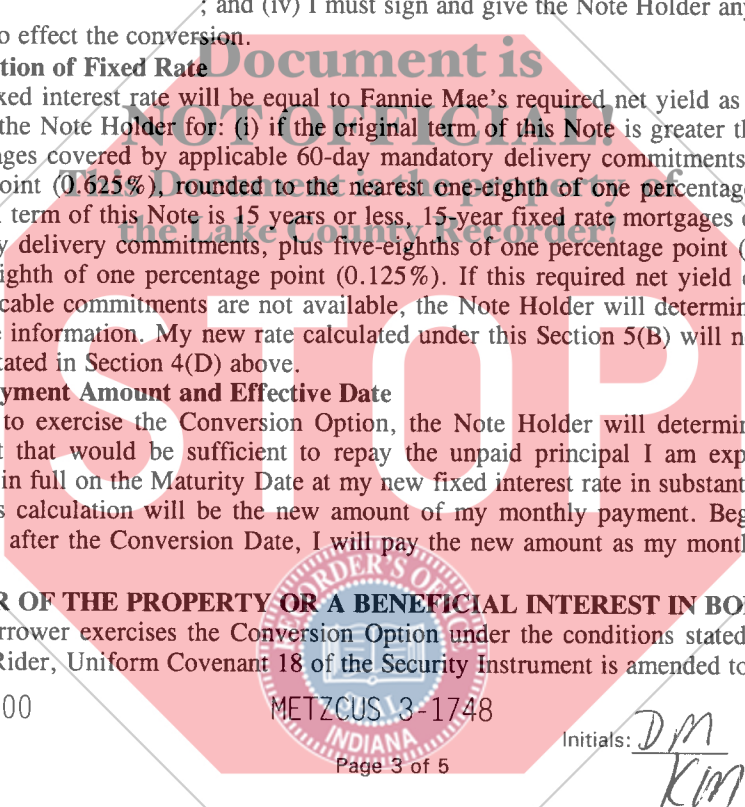 ; and (iv) I must sign and give the Note Holder any
o effect the conversion.
tion of Fixed Rate
xed interest rate will be equal to Fannie Mae's required net yield as
the Note Holder for: (i) if the original term of this Note is greater th
ages covered by applicable 60-day mandatory delivery commitments
point (0.625%), rounded to the nearest one-eighth of one percentage
l term of this Note is 15 years or less, 15-year fixed rate mortgages
y delivery commitments, plus five-eighths of one percentage point (
ighth of one percentage point (0.125%). If this required net yield
cable commitments are not available, the Note Holder will determin
e information. My new rate calculated under this Section 5(B) will n
tated in Section 4(D) above.
yment Amount and Effective Date
to exercise the Conversion Option, the Note Holder will determin
t that would be sufficient to repay the unpaid principal I am exp
in full on the Maturity Date at my new fixed interest rate in substant
s calculation will be the new amount of my monthly payment. Beg
after the Conversion Date, I will pay the new amount as my month
R OF THE PROPERTY OR A BENEFICIAL INTEREST IN BO
rrower exercises the Conversion Option under the conditions stated
Rider, Uniform Covenant 18 of the Security Instrument is amended to
00
METZCUS 3-1748
Initials: DM
KM
Page 3 of 5
Document is
NOT OFFICIAL!
This Document is the property of
the Lake County Recorder!
STOP
RECORDER'S OFFICE
SEAL
INDIANA